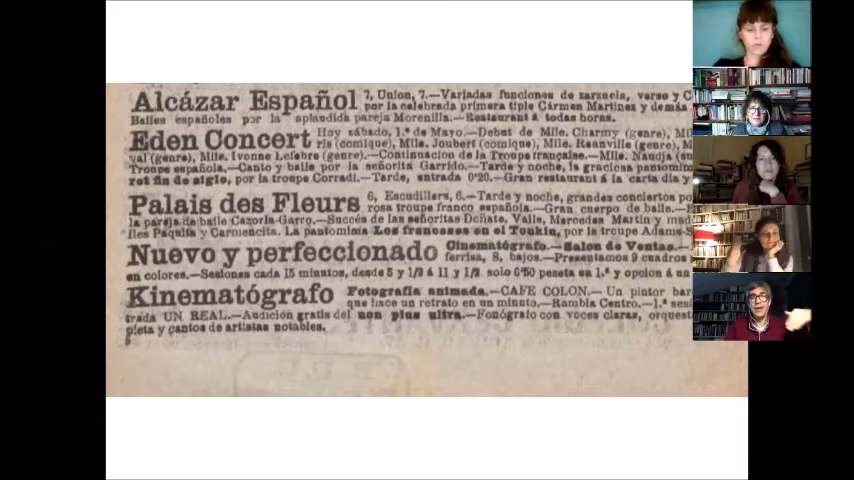 Alcázar Español 7, Union, 7.—Variadas funciones de zarzuela, verso y C
por la celebrada primera tiple Cármen Martinez y demás
Bailes españoles por la aplaudida pareja Morenilla.—Restaurant á todas horas.
Eden Concert Hoy sábado, 1.ª de Mayo.—Debut de Mlle. Charmy (genre), Ml
ris (comique), Mlle. Joubert (comique), Mlle. Reanville (genre), M
val (genre), Mlle. Ivonne Lefebre (genre).—Continuacion de la Troupe française.—Mlle. Naudja (su
Troupe española.—Canto y baile por la señorita Garrido.—Tarde y noche, la graciosa pantomim
rot fin de siglo, por la troupe Corradi.—Tarde, entrada 0'20.—Gran restaurant á la carta dia y
Palais des Fleurs 6, Escudillers, 6.—Tarde y noche, grandes conciertos po
rosa troupe franco española.—Gran cuerpo de baile.—
la pareja de baile Cazorla-Garro.—Succés de las señoritas Doñate, Valls, Mercedes Martin y mad
lles Paquita y Carmencita. La pantomima Los franceses en el Tonkin, por la troupe Adams-S
Nuevo y perfeccionado Cinematógrafo.—Salon de Ventas.—
ferrisa, 8, bajos.—Presentamos 9 cuadros
en colores.—Sesiones cada 15 minutos, desde 5 y 1/2 á 11 y 1/2 solo 0'50 peseta en 1.ª y opcion á un
Kinematógrafo Fotografía animada.—CAFE COLON.—Un pintor bar
que hace un retrato en un minuto.—Rambla Centro.—1.ª ses
trada UN REAL.—Audicion gratis del non plus ultra.—Fonógrafo con voces claras, orquest
pleta y cantos de artistas notables.